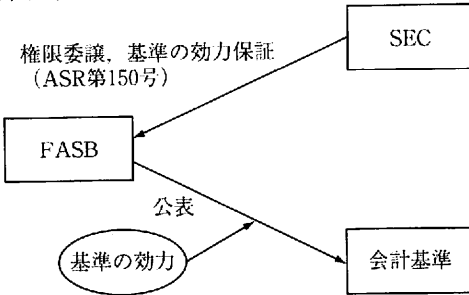 SEC
権限委譲，基準の効力保証
（ASR第150号）
FASB
公表
基準の効力
会計基準